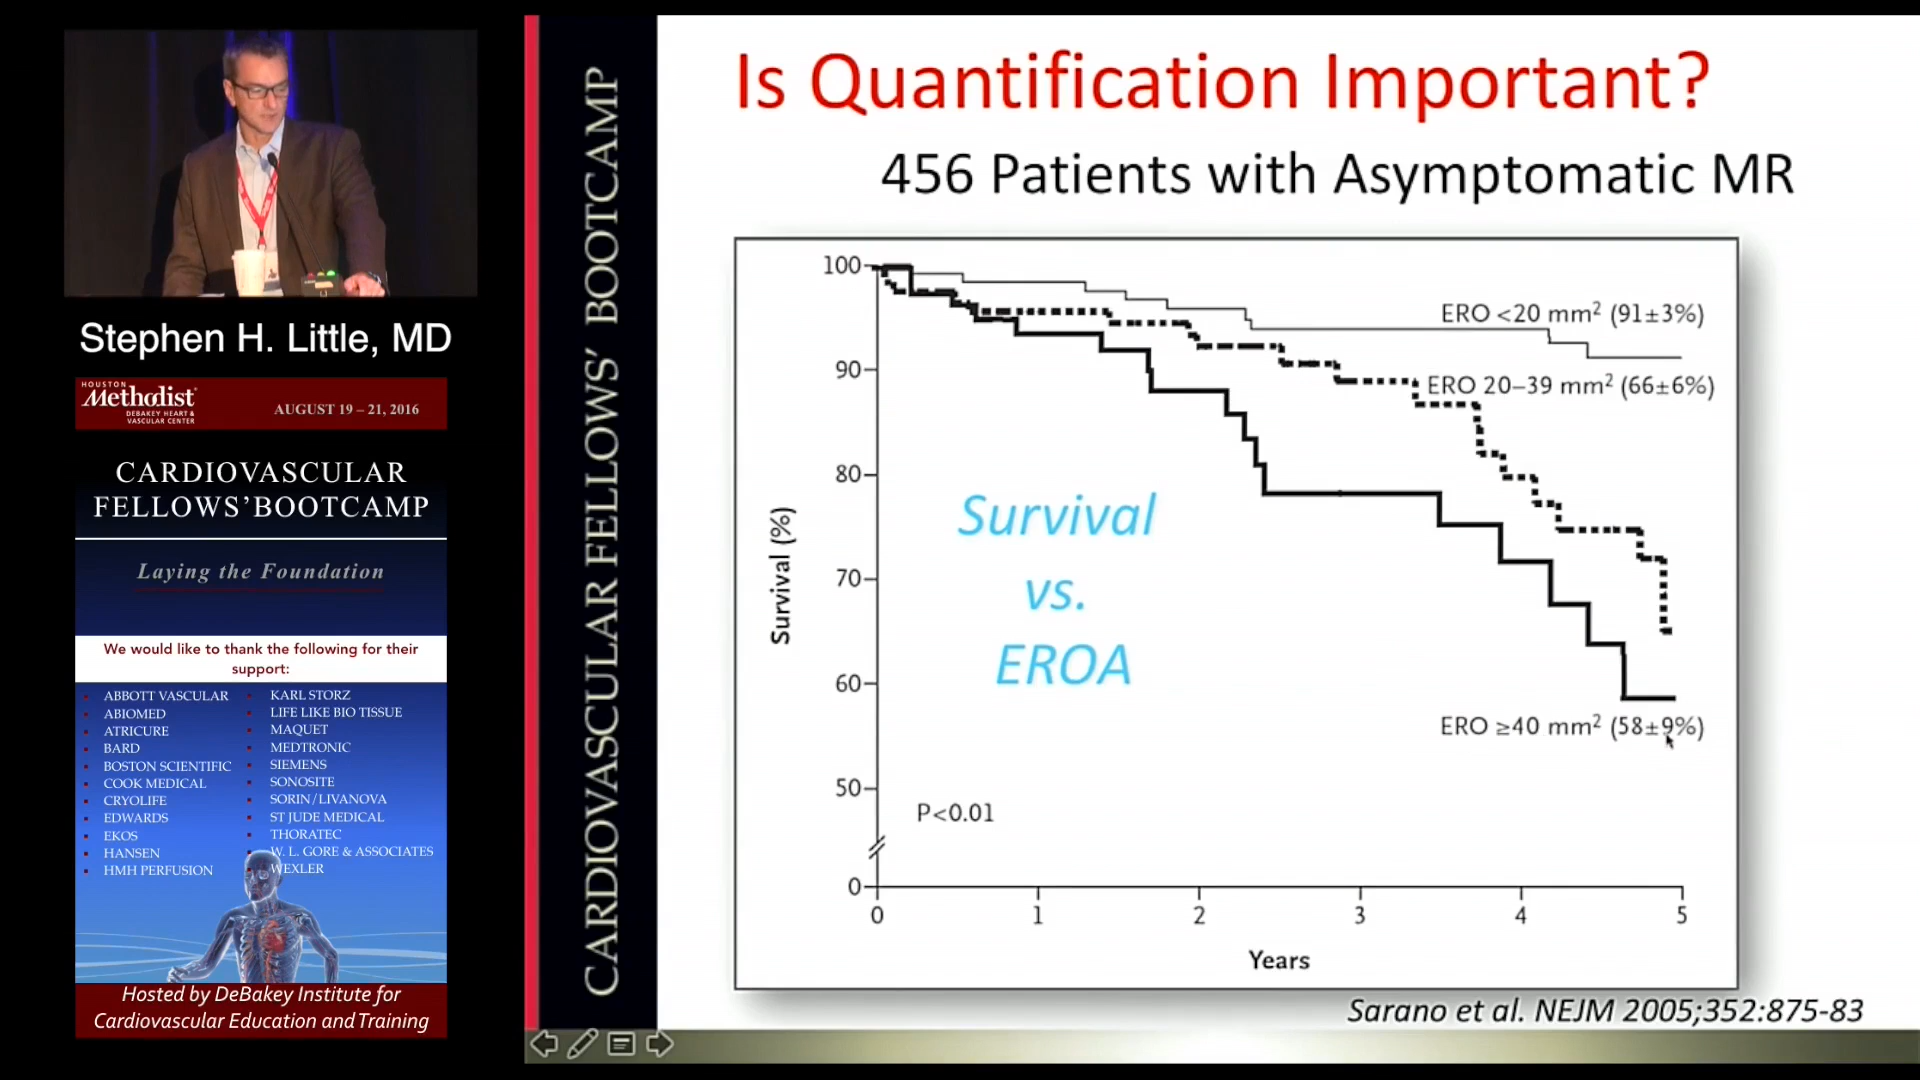 Stephen H. Little, MD
HOUSTON
Methodist
DEBAKEY HEART &
VASCULAR CENTER
AUGUST 19 – 21, 2016
CARDIOVASCULAR
FELLOWS'BOOTCAMP
Laying the Foundation
We would like to thank the following for their
support:
ABBOTT VASCULAR
ABIOMED
ATRICURE
BARD
BOSTON SCIENTIFIC
COOK MEDICAL
CRYOLIFE
EDWARDS
EKOS
HANSEN
HMH PERFUSION
KARL STORZ
LIFE LIKE BIO TISSUE
MAQUET
MEDTRONIC
SIEMENS
SONOSITE
SORIN/LIVANOVA
ST JUDE MEDICAL
THORATEC
W. L. GORE & ASSOCIATES
WEXLER
Hosted by DeBakey Institute for
Cardiovascular Education and Training
CARDIOVASCULAR FELLOWS' BOOTCAMP
Is Quantification Important?
456 Patients with Asymptomatic MR
100
90
80
70
60
50
0
Survival (%)
ERO <20 mm² (91±3%)
ERO 20–39 mm² (66±6%)
Survival
vs.
EROA
ERO ≥40 mm² (58±9%)
P<0.01
0 1 2 3 4 5
Years
Sarano et al. NEJM 2005;352:875-83